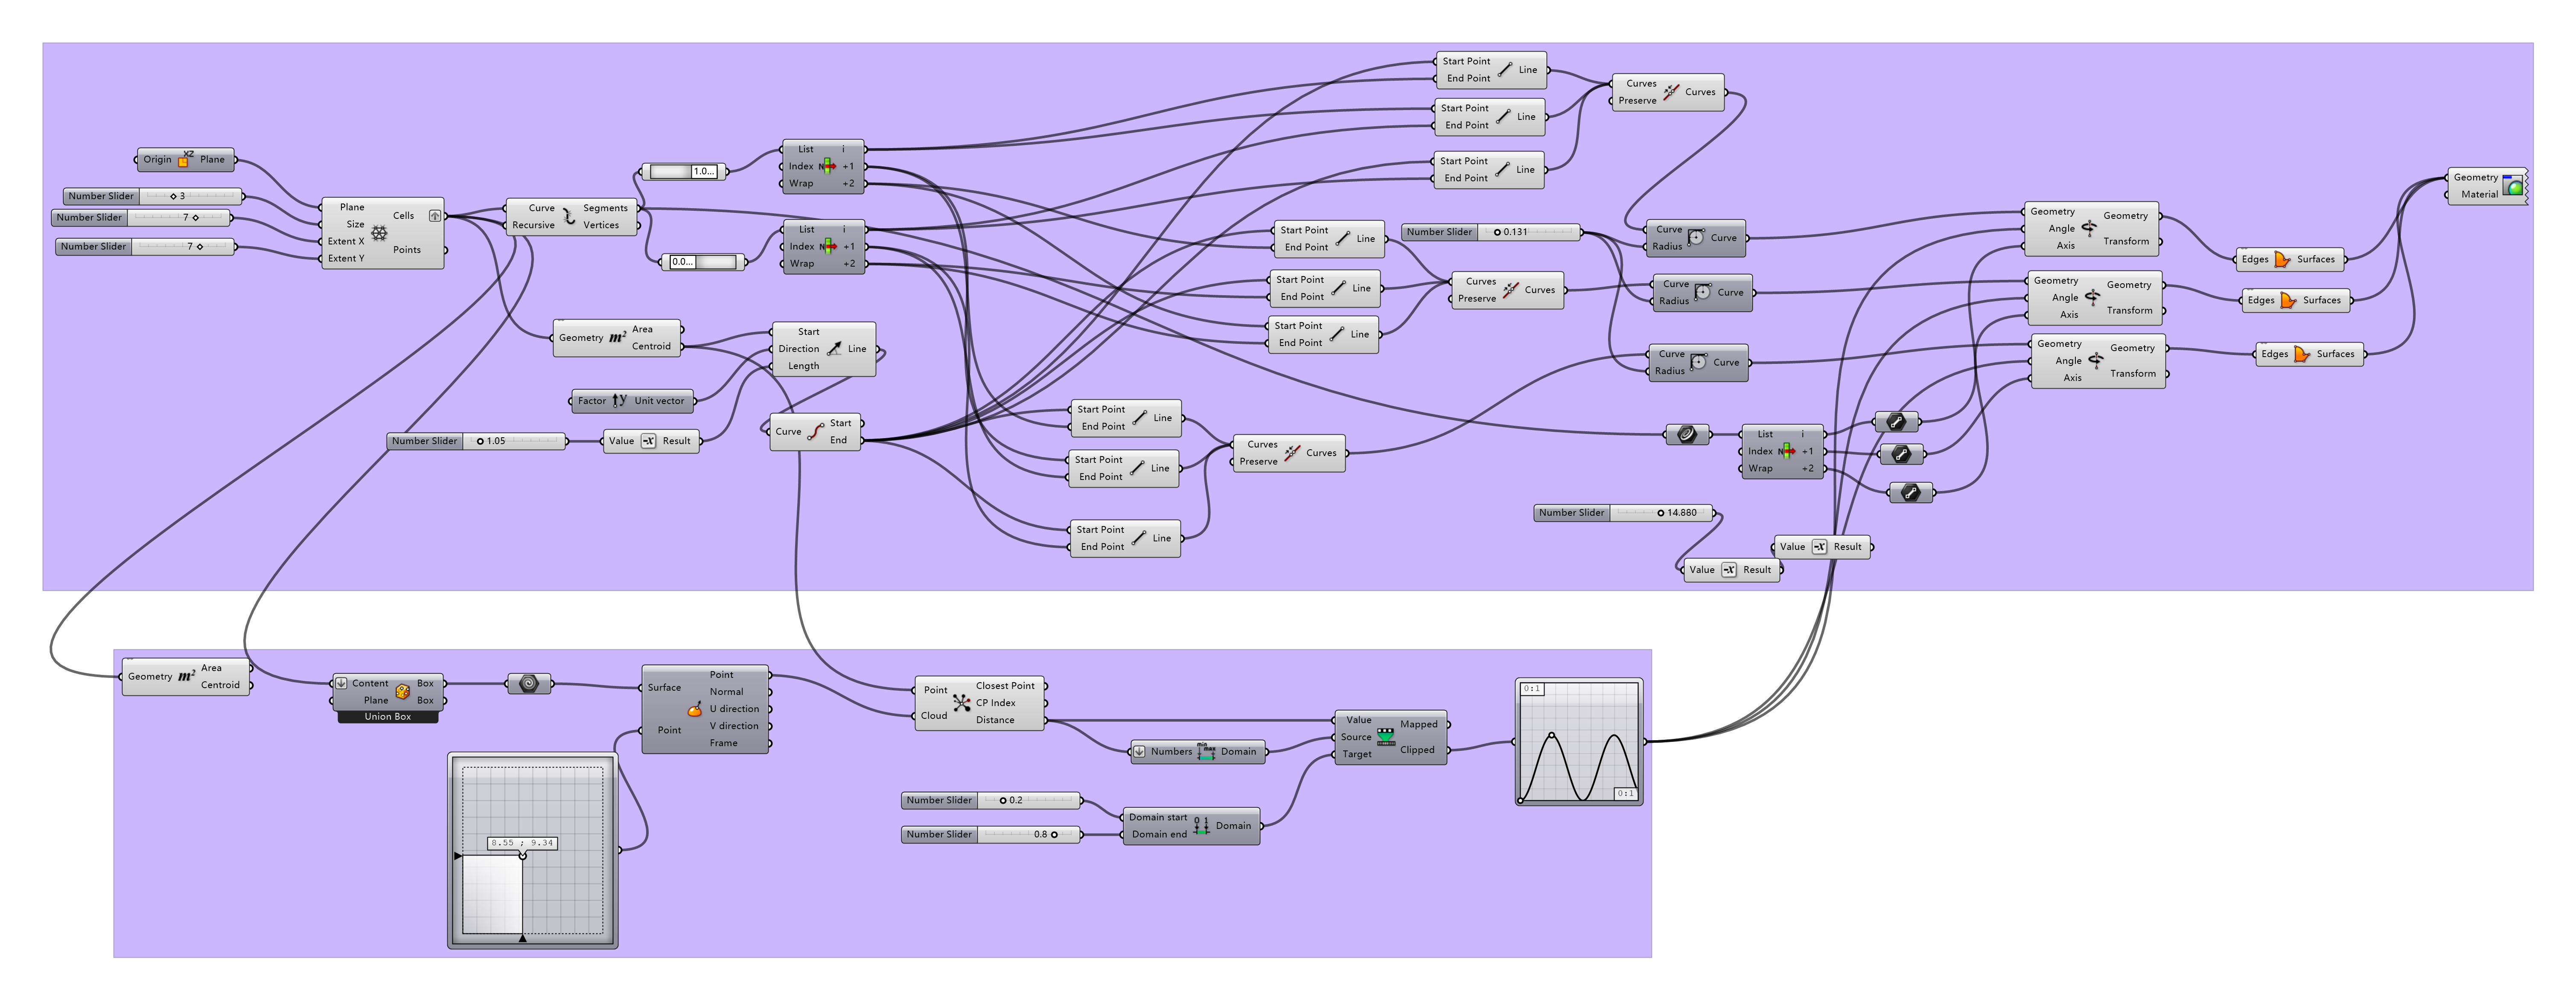 Start Point
Line
End Point
Curves
Preserve
Curves
Start Point
Line
End Point
Start Point
Line
End Point
XZ
Origin
Plane
List
i
Index
N
+1
Wrap
+2
1.0...
Geometry
Material
Number Slider
3
Number Slider
7
Number Slider
7
Plane
Size
Extent X
Extent Y
Cells
Points
Curve
Recursive
Segments
Vertices
List
i
Index
N
+1
Wrap
+2
0.0...
Start Point
Line
End Point
Start Point
Line
End Point
Start Point
Line
End Point
Number Slider
0.131
Curves
Preserve
Curves
Curve
Radius
Curve
Curve
Radius
Curve
Curve
Radius
Curve
Geometry
Angle
Axis
Geometry
Transform
Geometry
Angle
Axis
Geometry
Transform
Geometry
Angle
Axis
Geometry
Transform
Edges
Surfaces
Edges
Surfaces
Edges
Surfaces
Geometry
m²
Area
Centroid
Start
Direction
Length
Line
Factor
y
Unit vector
Number Slider
1.05
Value
-x
Result
Curve
Start
End
Start Point
Line
End Point
Start Point
Line
End Point
Start Point
Line
End Point
Curves
Preserve
Curves
List
i
Index
N
+1
Wrap
+2
Number Slider
14.880
Value
-x
Result
Value
-x
Result
Geometry
m²
Area
Centroid
Content
Plane
Box
Box
Union Box
Surface
Point
Point
Normal
U direction
V direction
Frame
8.55 ; 9.34
Point
Cloud
Closest Point
CP Index
Distance
Numbers
min
max
Domain
Number Slider
0.2
Number Slider
0.8
Domain start
Domain end
0 1
Domain
Value
Source
Target
Mapped
Clipped
0:1
0:1